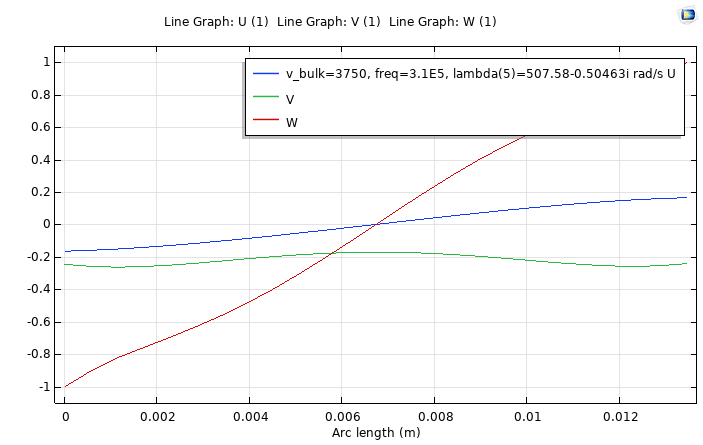 Line Graph: U (1)  Line Graph: V (1)  Line Graph: W (1)
v_bulk=3750, freq=3.1E5, lambda(5)=507.58-0.50463i rad/s U
V
W
1
0.8
0.6
0.4
0.2
0
-0.2
-0.4
-0.6
-0.8
-1
0 0.002 0.004 0.006 0.008 0.01 0.012
Arc length (m)